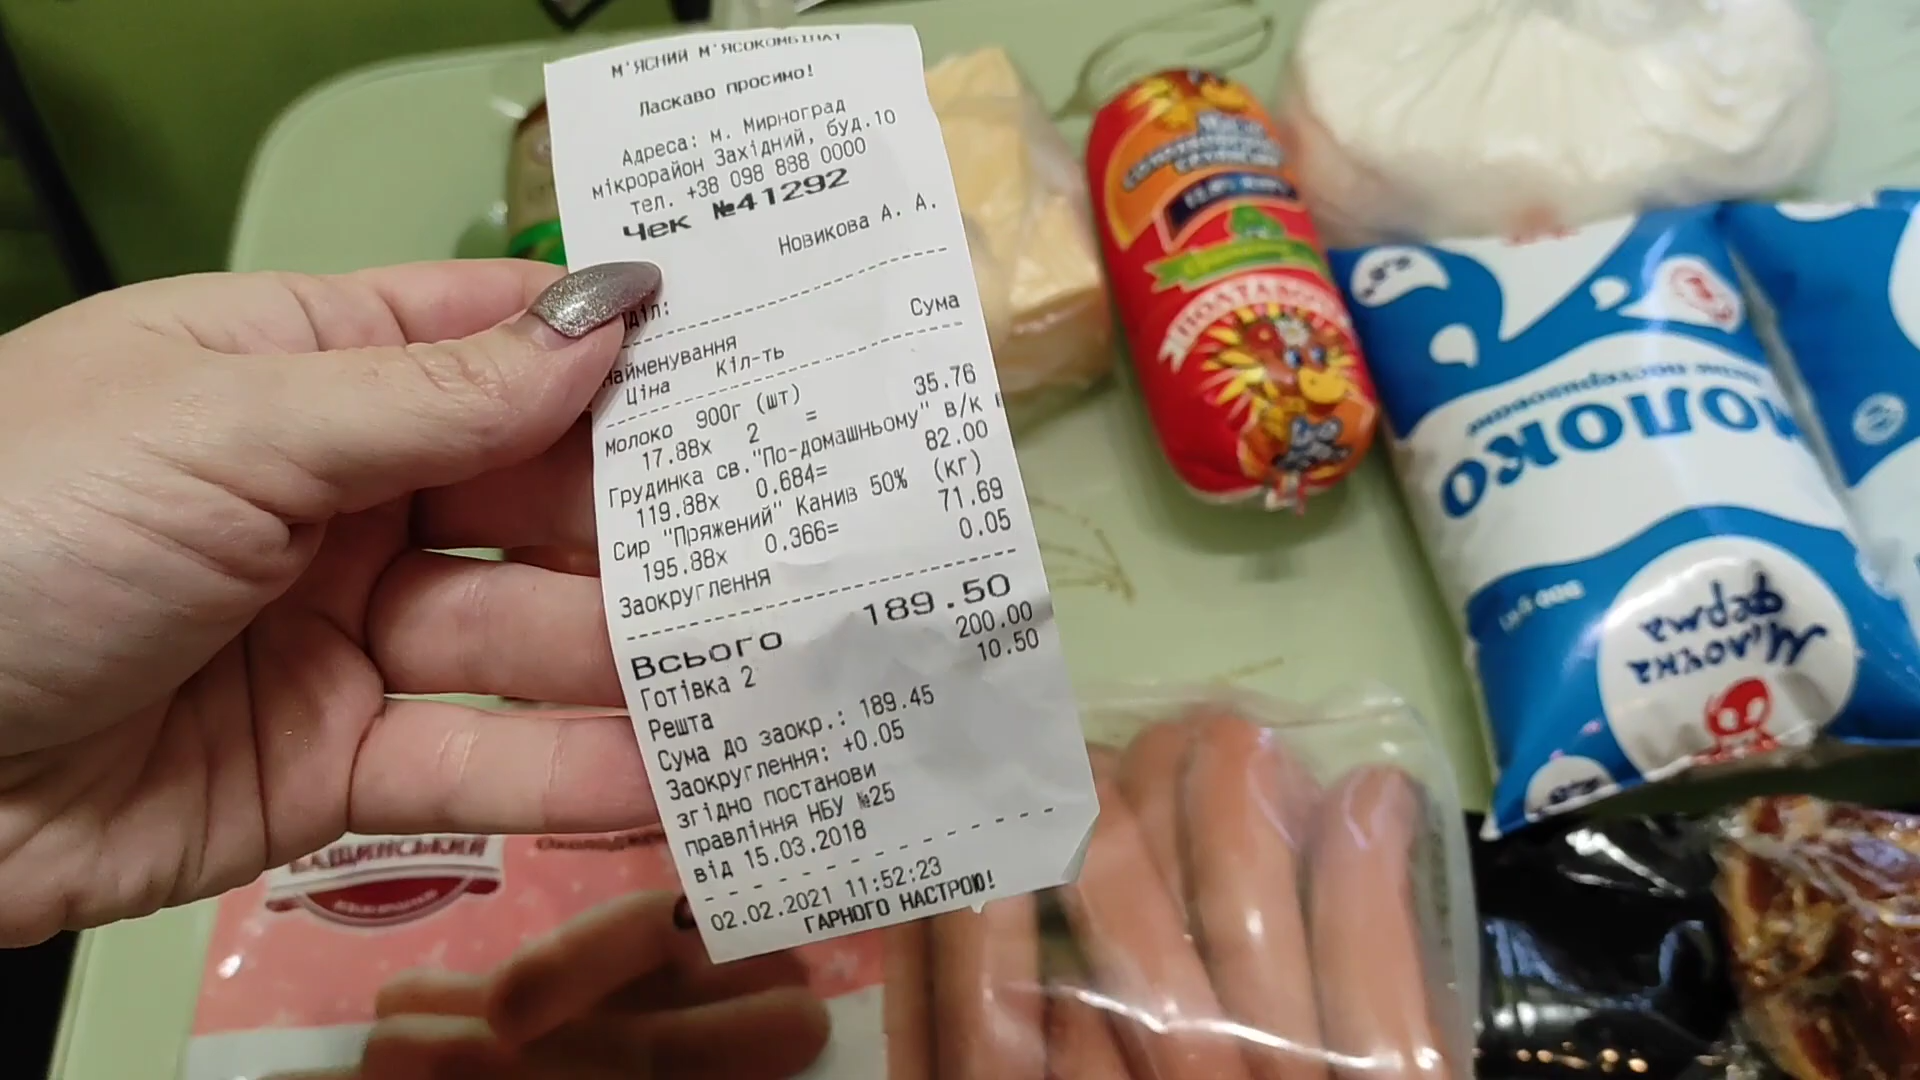 М'ЯСНИЙ М'ЯСОКОМБІНАТ
Ласкаво просимо!
Адреса: м. Мирноград
мікрорайон Західний, буд.10
тел. +38 098 888 0000
Чек №41292
Новикова А. А.
діл:
Найменування Сума
Ціна Кіл-ть
Молоко 900г (шт)
17.88х 2 = 35.76
Грудинка св."По-домашньому" в/к
119.88х 0.684= 82.00
Сир "Пряжений" Канив 50% (кг)
195.88х 0.366= 71.69
Заокруглення 0.05
Всього 189.50
Готівка 2 200.00
Решта 10.50
Сума до заокр.: 189.45
Заокруглення: +0.05
згідно постанови
правління НБУ №25
від 15.03.2018
02.02.2021 11:52:23
ГАРНОГО НАСТРОЮ!
МОЛОКО
Молочна
ферма